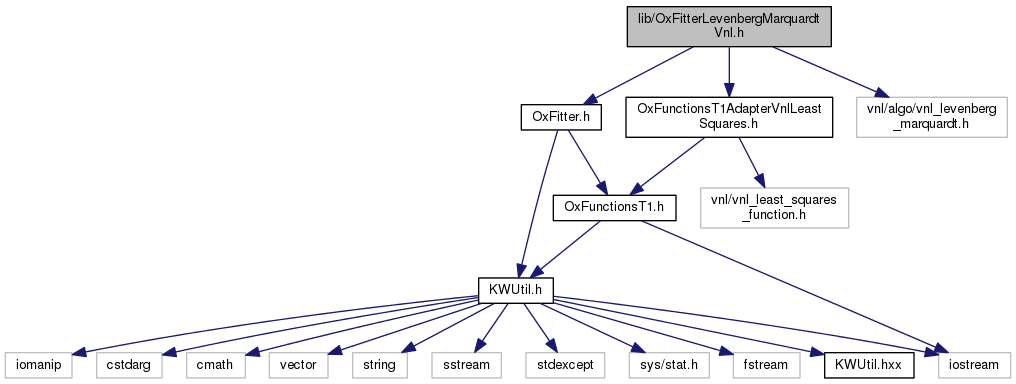 lib/OxFitterLevenbergMarquardt
Vnl.h
OxFitter.h
OxFunctionsT1AdapterVnlLeast
Squares.h
vnl/algo/vnl_levenberg
_marquardt.h
OxFunctionsT1.h
vnl/vnl_least_squares
_function.h
KWUtil.h
iomanip
cstdarg
cmath
vector
string
sstream
stdexcept
sys/stat.h
fstream
KWUtil.hxx
iostream